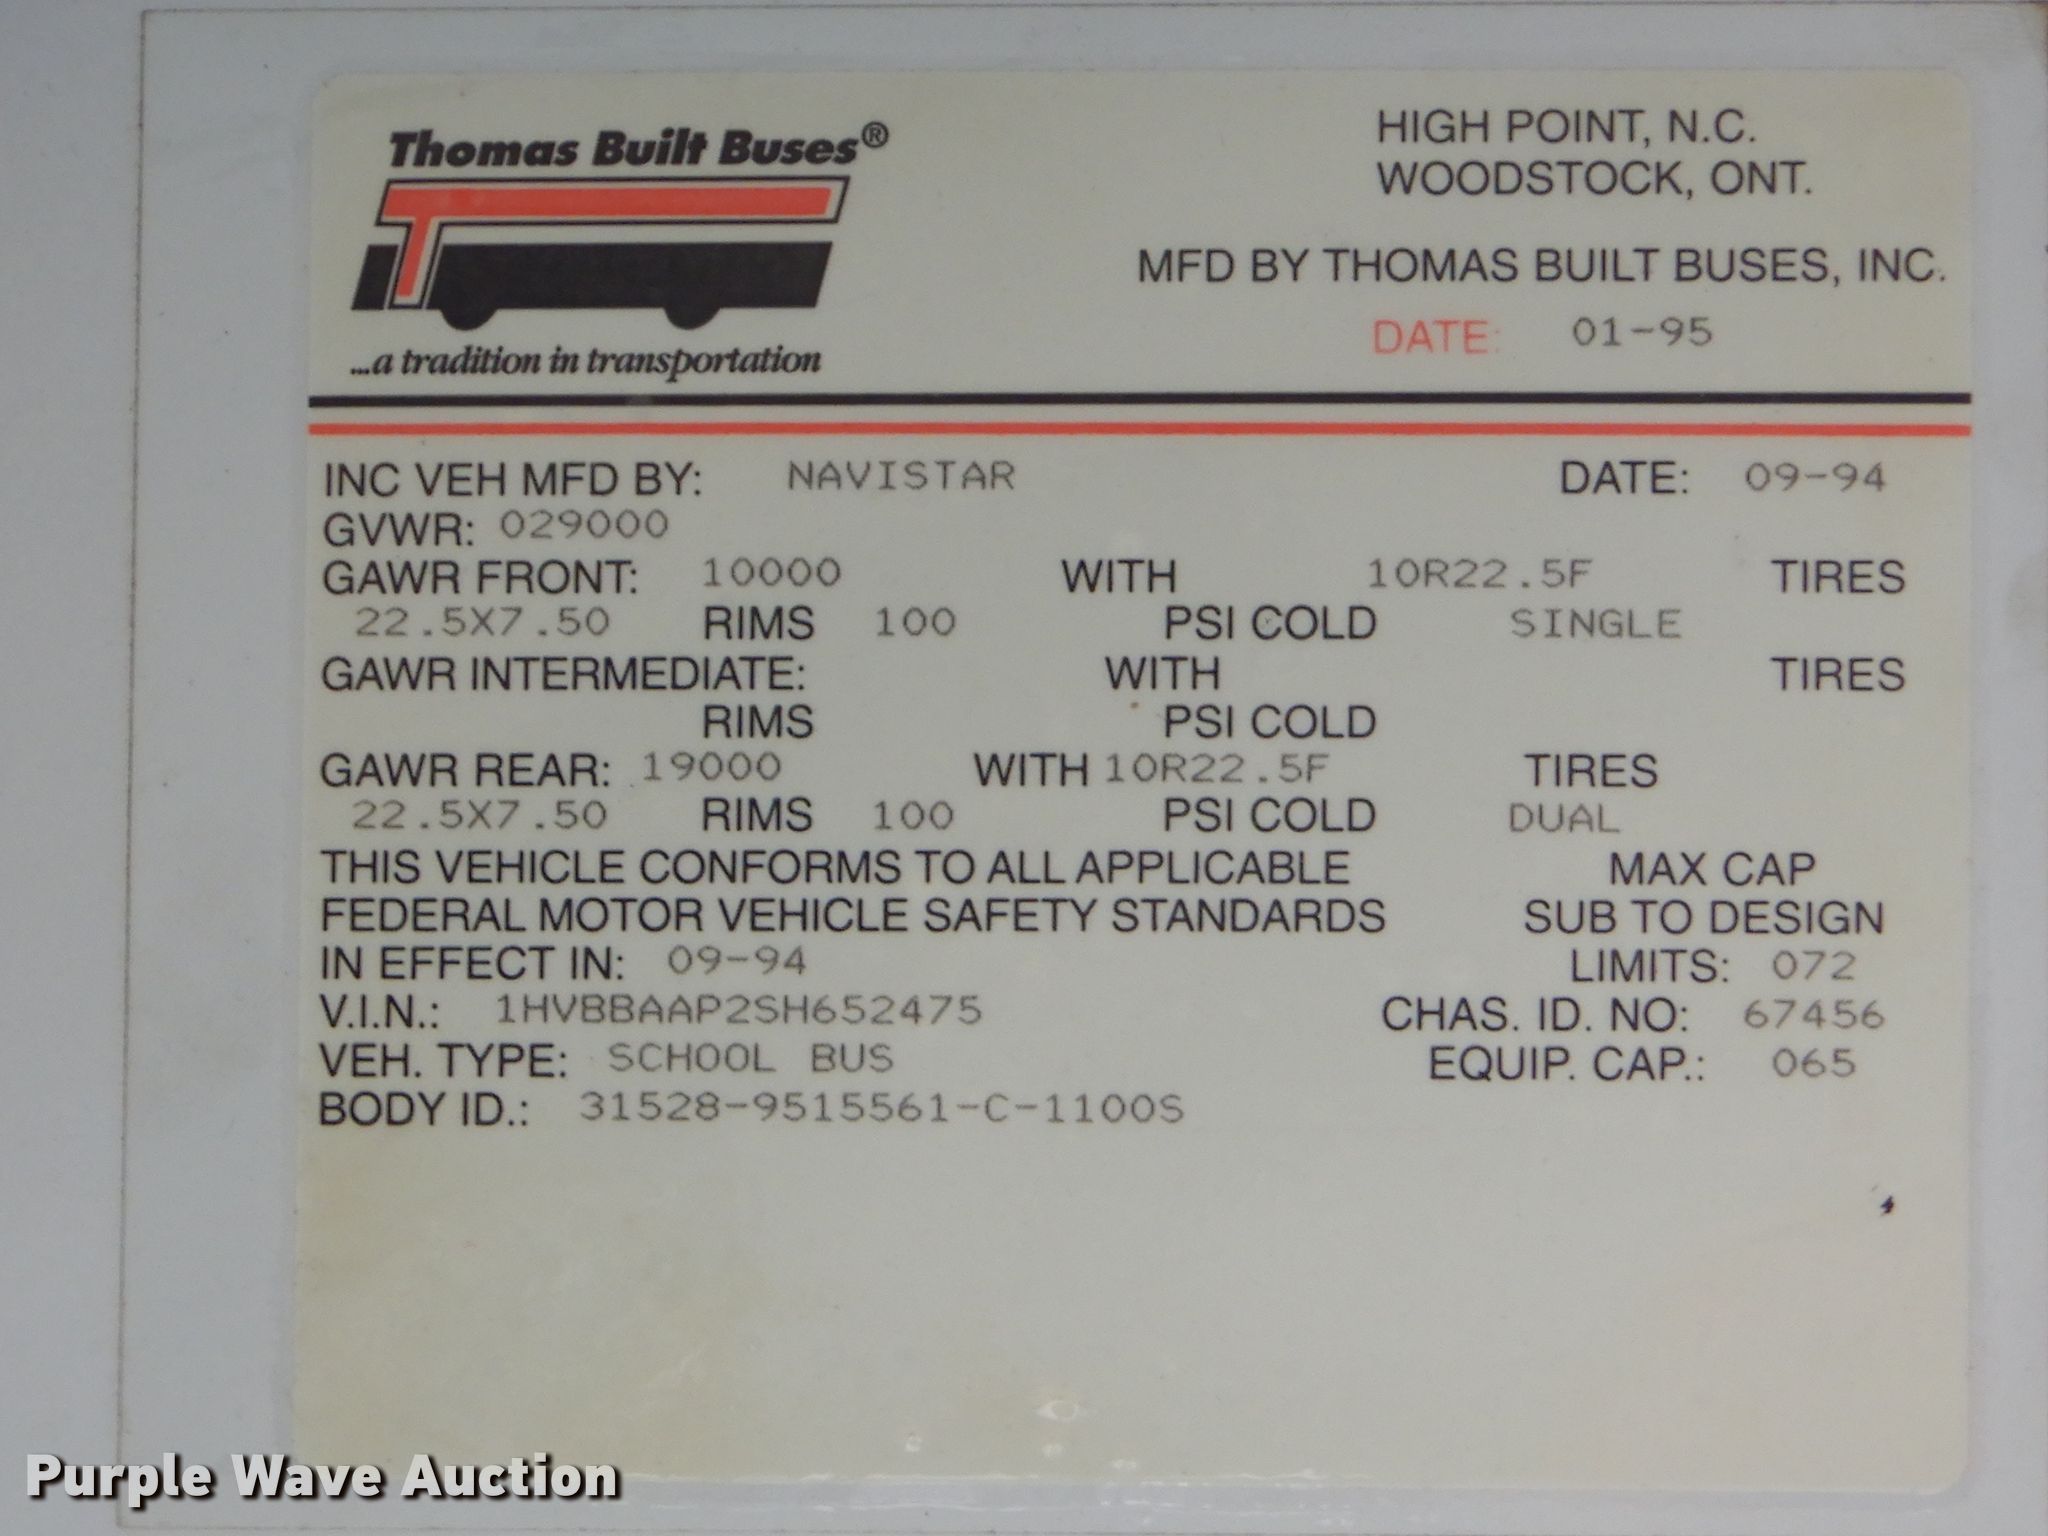 Thomas Built Buses®
...a tradition in transportation
HIGH POINT, N.C.
WOODSTOCK, ONT.
MFD BY THOMAS BUILT BUSES, INC.
DATE: 01-95
INC VEH MFD BY: NAVISTAR DATE: 09-94
GVWR: 029000
GAWR FRONT: 10000 WITH 10R22.5F TIRES
22.5X7.50 RIMS 100 PSI COLD SINGLE
GAWR INTERMEDIATE: WITH TIRES
RIMS PSI COLD
GAWR REAR: 19000 WITH 10R22.5F TIRES
22.5X7.50 RIMS 100 PSI COLD DUAL
THIS VEHICLE CONFORMS TO ALL APPLICABLE MAX CAP
FEDERAL MOTOR VEHICLE SAFETY STANDARDS SUB TO DESIGN
IN EFFECT IN: 09-94 LIMITS: 072
V.I.N.: 1HVBBAAP2SH652475 CHAS. ID. NO: 67456
VEH. TYPE: SCHOOL BUS EQUIP. CAP.: 065
BODY ID.: 31528-9515561-C-1100S
Purple Wave Auction